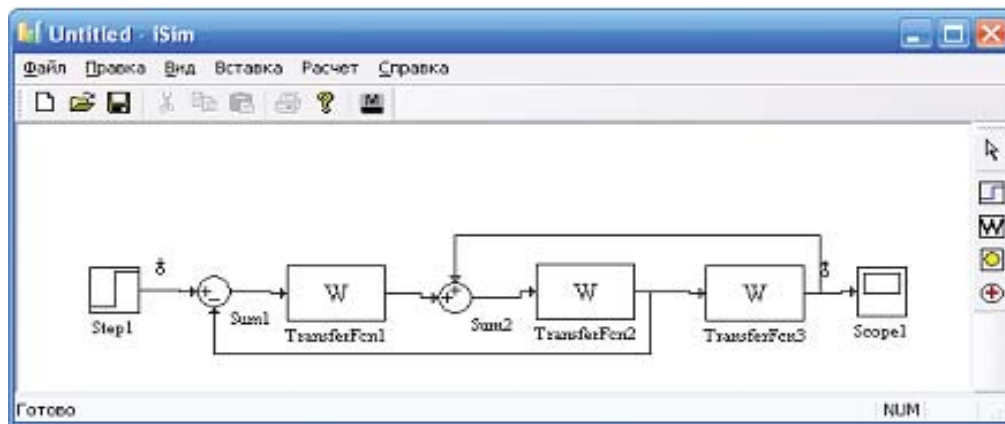 Untitled - iSim
Файл Правка Вид Вставка Расчет Справка
W
W
W
Step1
Sum1
TransferFcn1
Sum2
TransferFcn2
TransferFcn3
Scope1
Готово
NUM